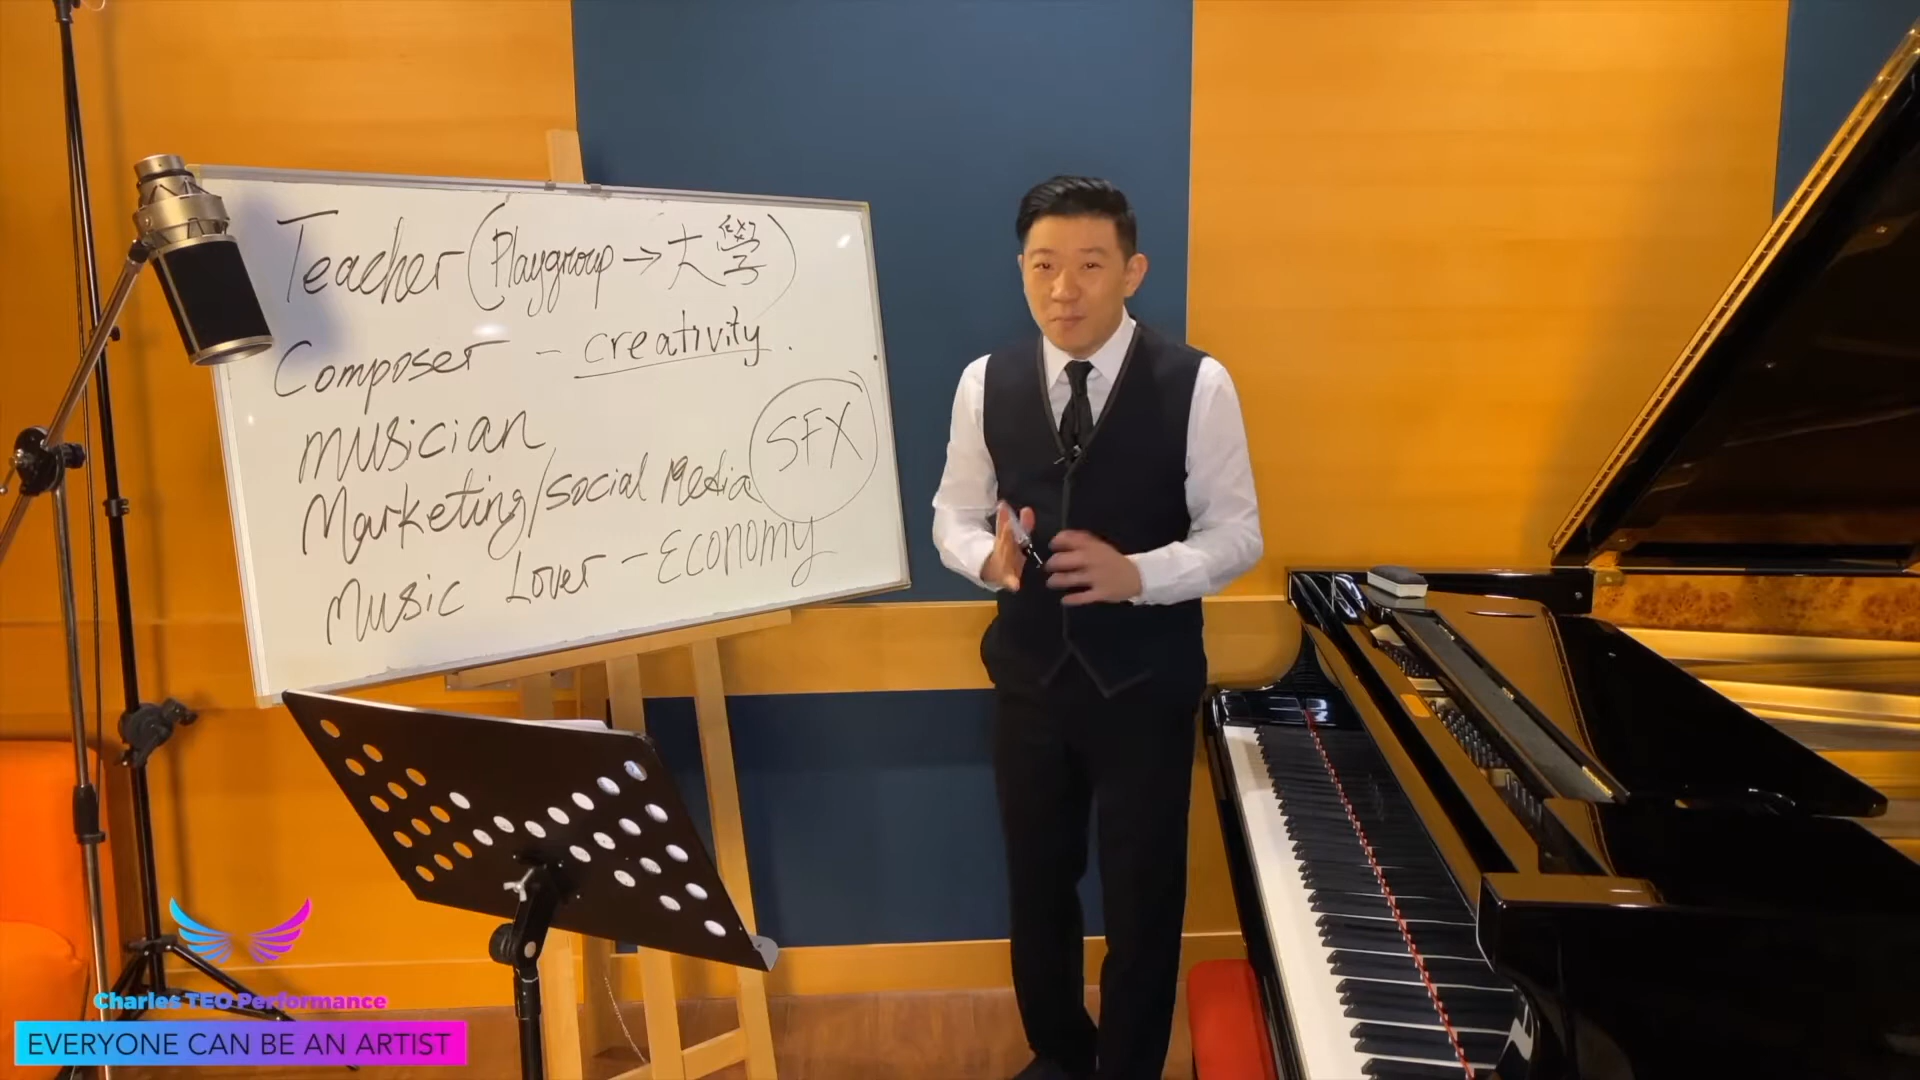 Teacher (Playgroup → 大學)
Composer - creativity.
musician
SFX
Marketing/social Media
Music Lover - Economy
Charles TEO Performance
EVERYONE CAN BE AN ARTIST